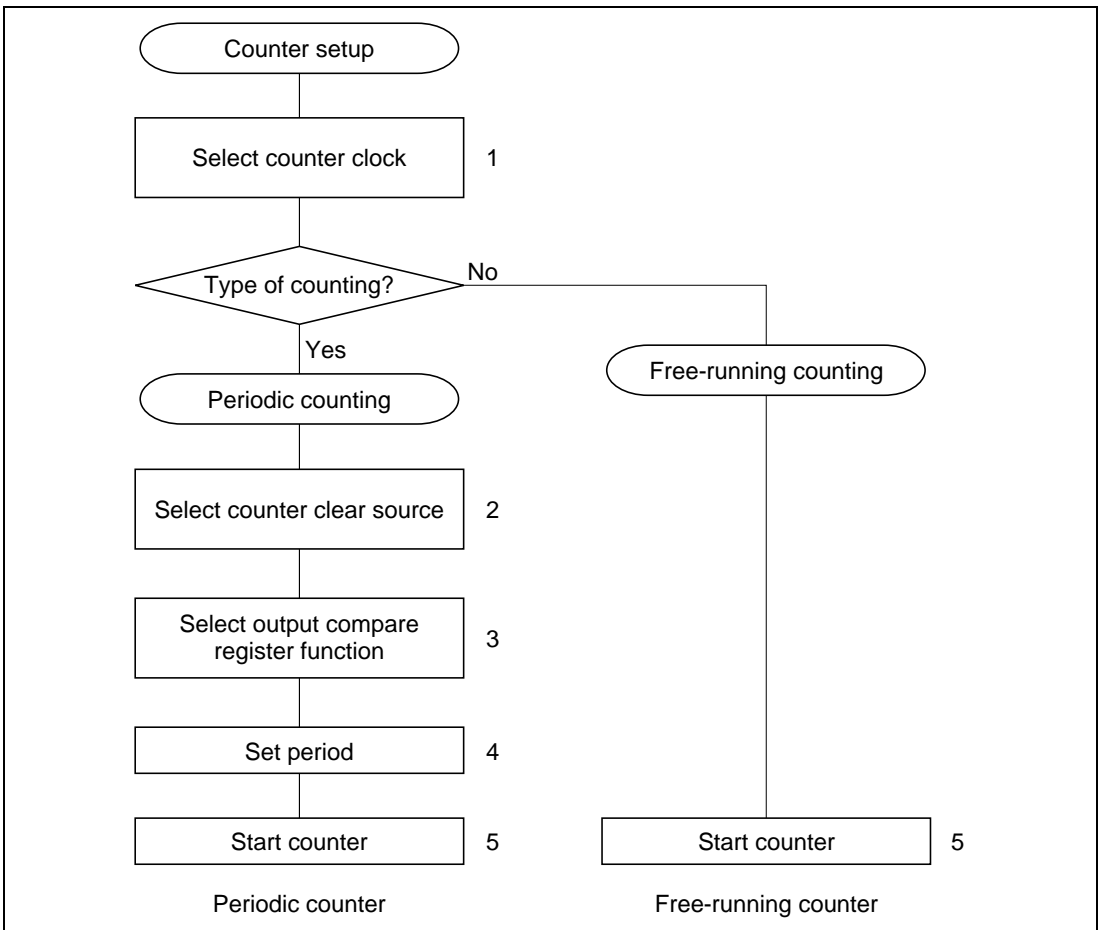 Counter setup
Select counter clock
1
Type of counting?
No
Yes
Free-running counting
Periodic counting
Select counter clear source
2
Select output compare
register function
3
Set period
4
Start counter
5
Start counter
5
Periodic counter
Free-running counter